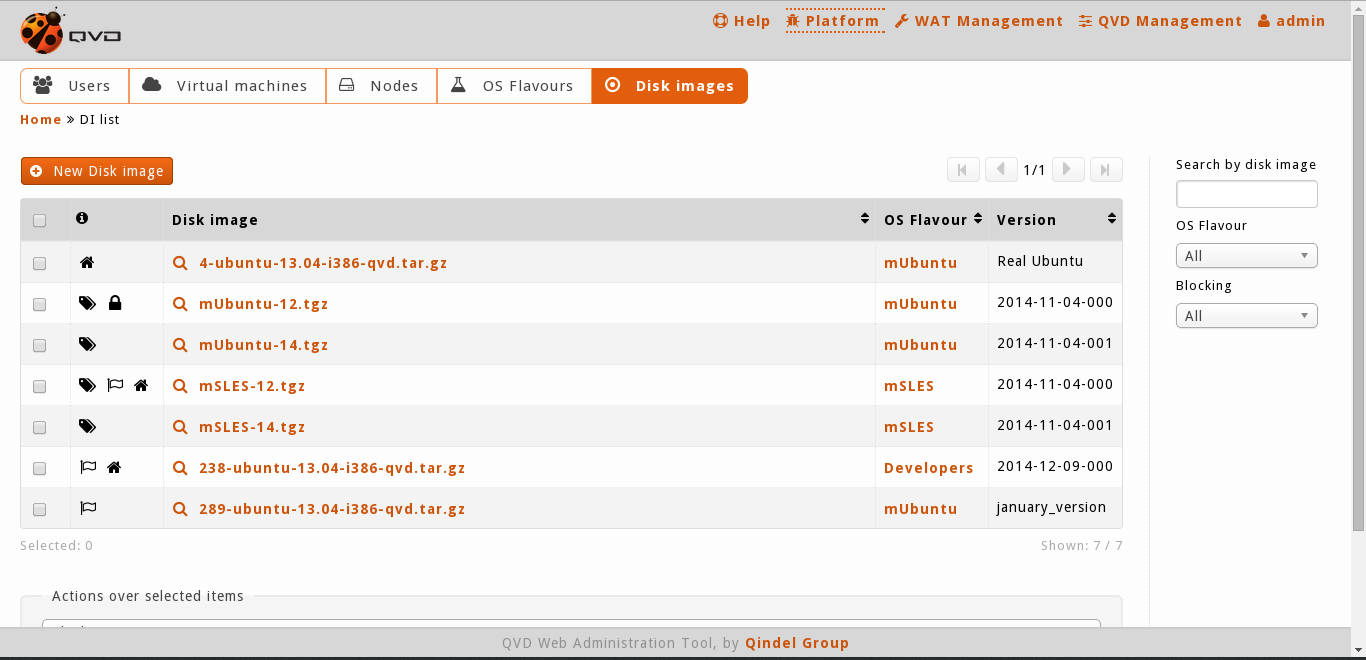 QVD Help Platform WAT Management QVD Management admin
Users Virtual machines Nodes OS Flavours Disk images
Home » DI list
New Disk image 1/1
Disk image OS Flavour Version
4-ubuntu-13.04-i386-qvd.tar.gz mUbuntu Real Ubuntu
mUbuntu-12.tgz mUbuntu 2014-11-04-000
mUbuntu-14.tgz mUbuntu 2014-11-04-001
mSLES-12.tgz mSLES 2014-11-04-000
mSLES-14.tgz mSLES 2014-11-04-001
238-ubuntu-13.04-i386-qvd.tar.gz Developers 2014-12-09-000
289-ubuntu-13.04-i386-qvd.tar.gz mUbuntu january_version
Selected: 0 Shown: 7 / 7
Search by disk image
OS Flavour
All
Blocking
All
Actions over selected items
QVD Web Administration Tool, by Qindel Group